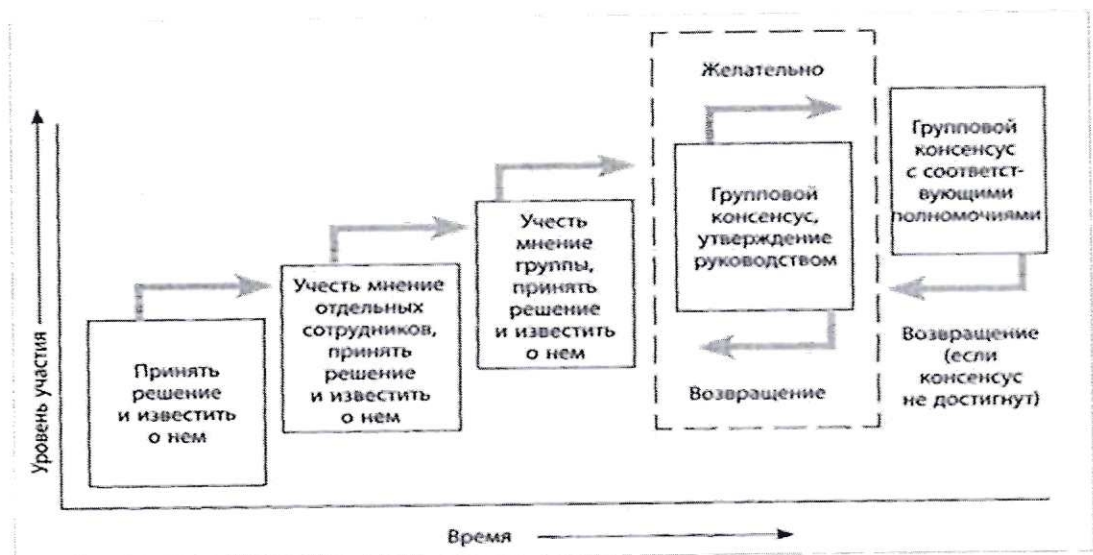 Уровень участия
Принять
решение
и известить
о нем
Учесть мнение
отдельных
сотрудников,
принять
решение
и известить
о нем
Учесть
мнение
группы,
принять
решение
и известить
о нем
Желательно
Групповой
консенсус,
утверждение
руководством
Возвращение
Групповой
консенсус
с соответст-
вующими
полномочиями
Возвращение
(если
консенсус
не достигнут)
Время